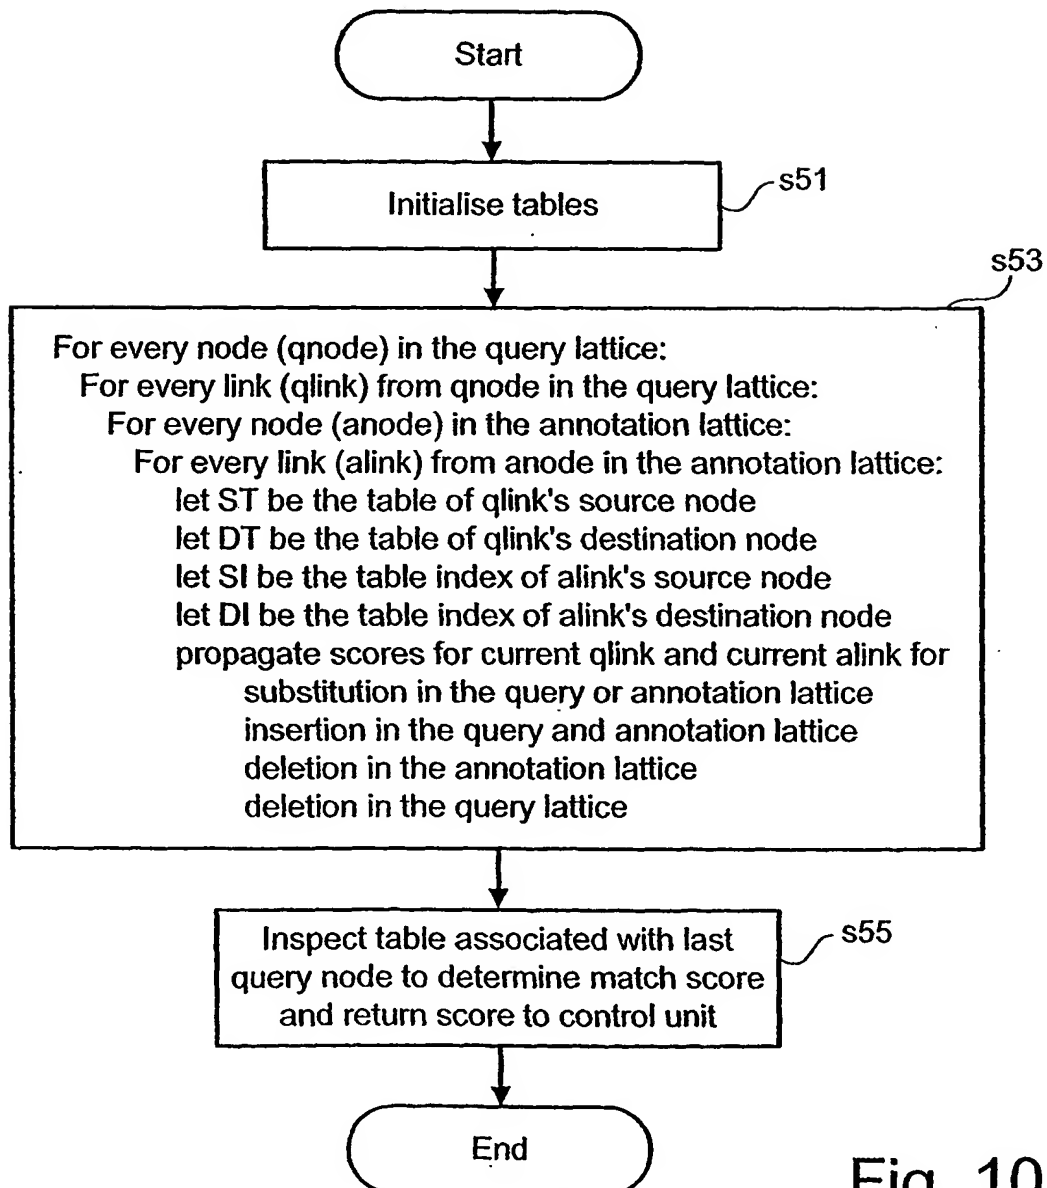 Start
Initialise tables
s51
s53
For every node (qnode) in the query lattice:
For every link (qlink) from qnode in the query lattice:
For every node (anode) in the annotation lattice:
For every link (alink) from anode in the annotation lattice:
let ST be the table of qlink's source node
let DT be the table of qlink's destination node
let SI be the table index of alink's source node
let DI be the table index of alink's destination node
propagate scores for current qlink and current alink for
substitution in the query or annotation lattice
insertion in the query and annotation lattice
deletion in the annotation lattice
deletion in the query lattice
Inspect table associated with last
query node to determine match score
and return score to control unit
s55
End
Fig. 10